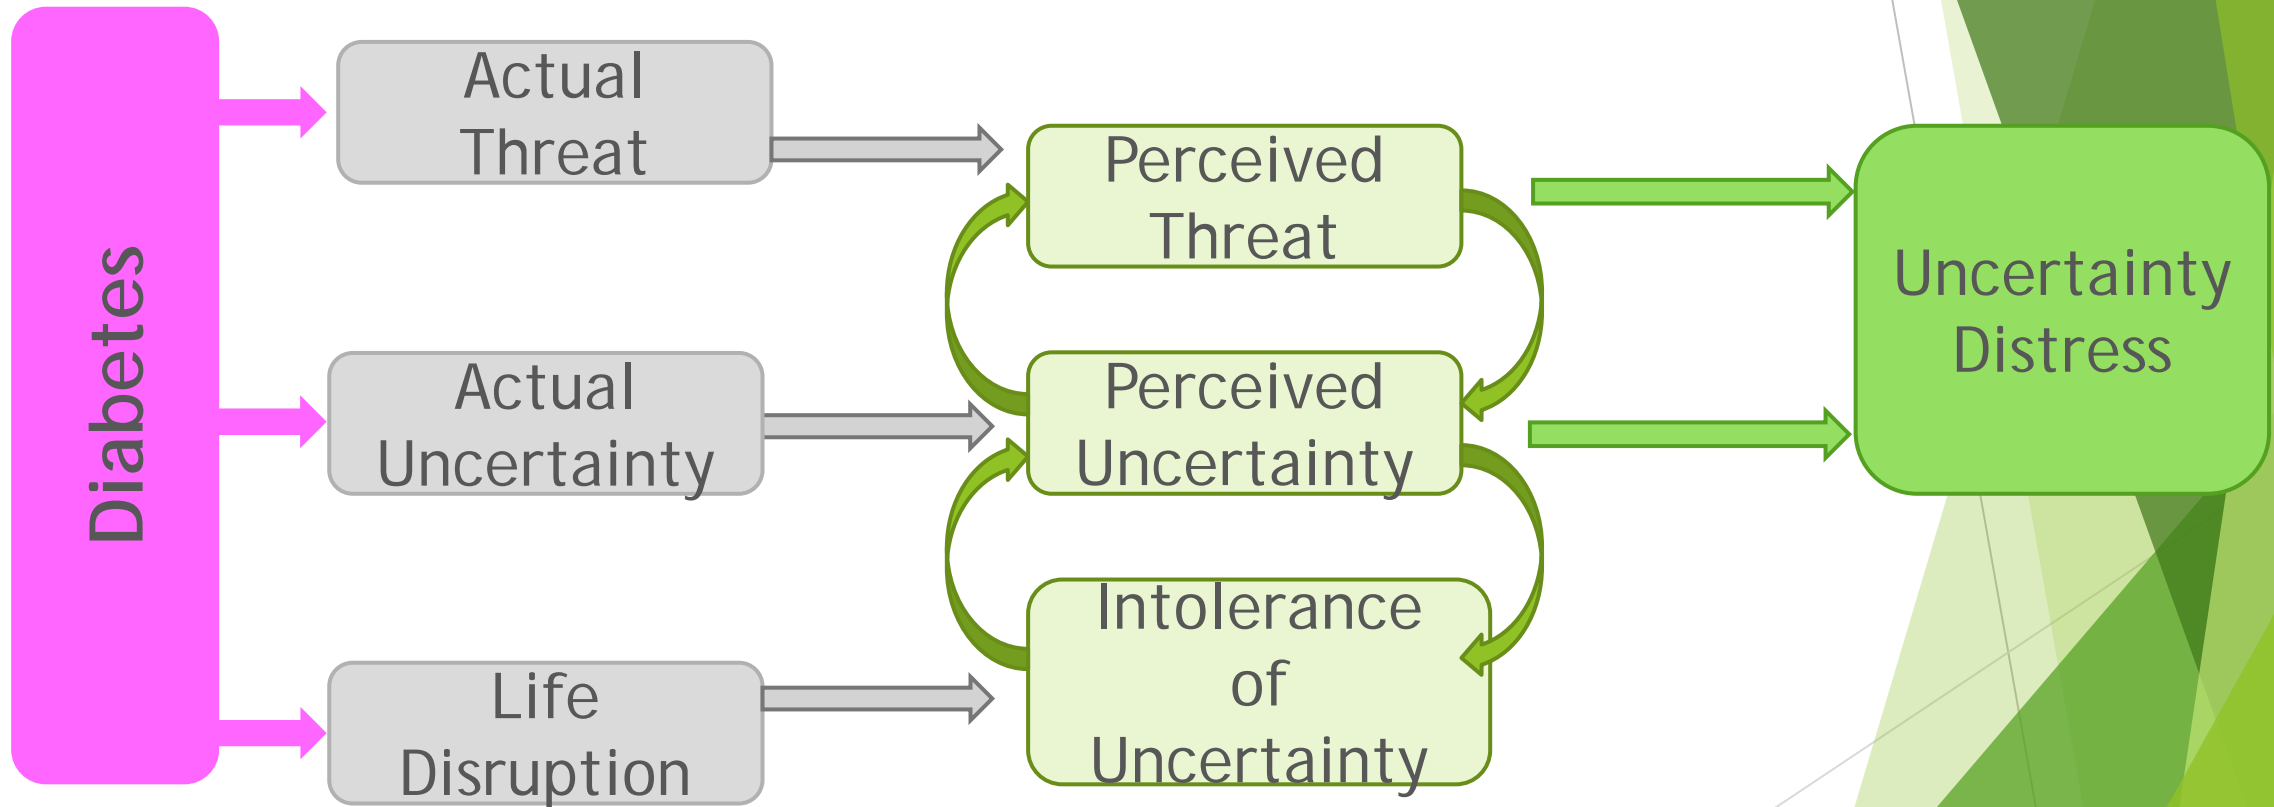 Diabetes
Actual
Threat
Actual
Uncertainty
Life
Disruption
Perceived
Threat
Perceived
Uncertainty
Intolerance
of
Uncertainty
Uncertainty
Distress